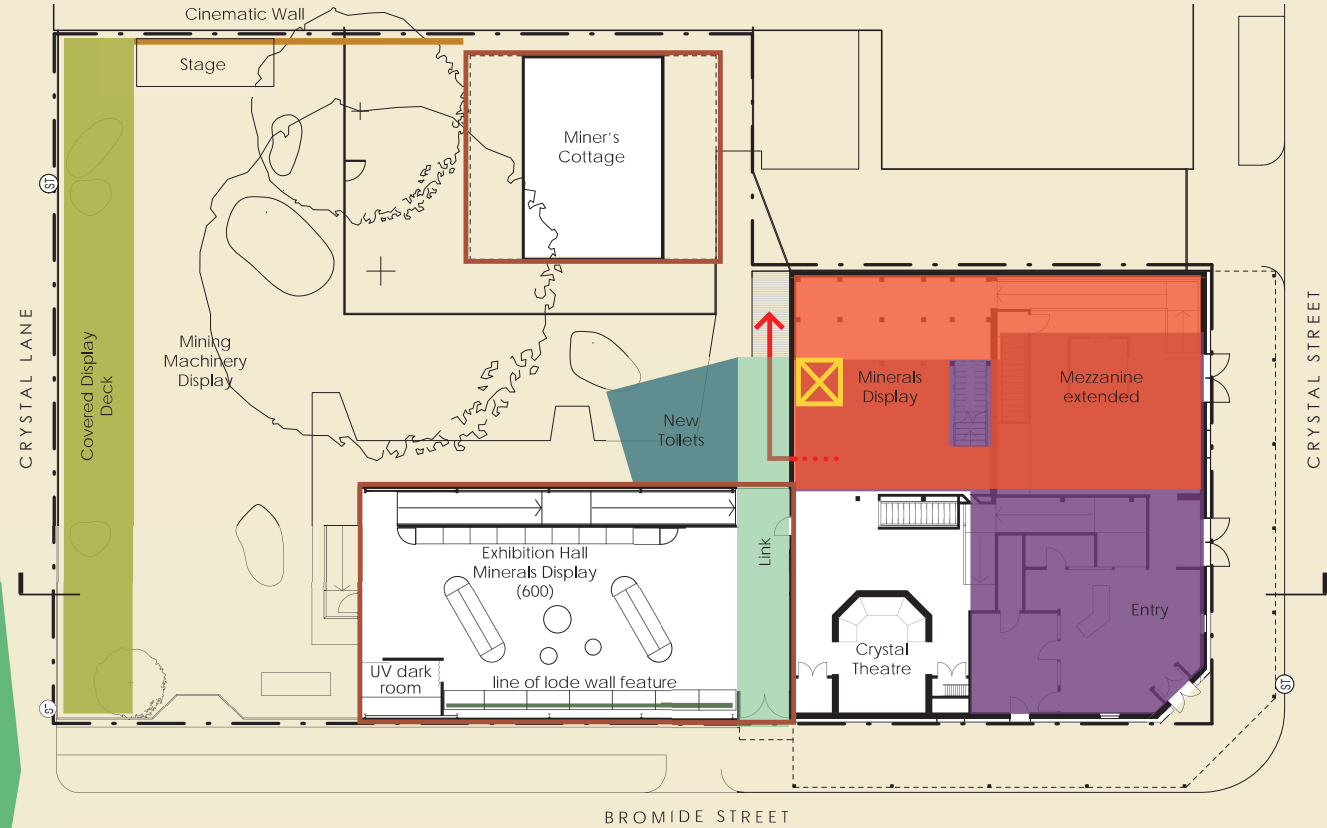 Cinematic Wall
Stage
Miner's
Cottage
ST
CRYSTAL LANE
Covered Display
Deck
Mining
Machinery
Display
New
Toilets
Minerals
Display
Mezzanine
extended
CRYSTAL STREET
Exhibition Hall
Minerals Display
(600)
Link
Entry
Crystal
Theatre
UV dark
room
line of lode wall feature
ST
ST
BROMIDE STREET